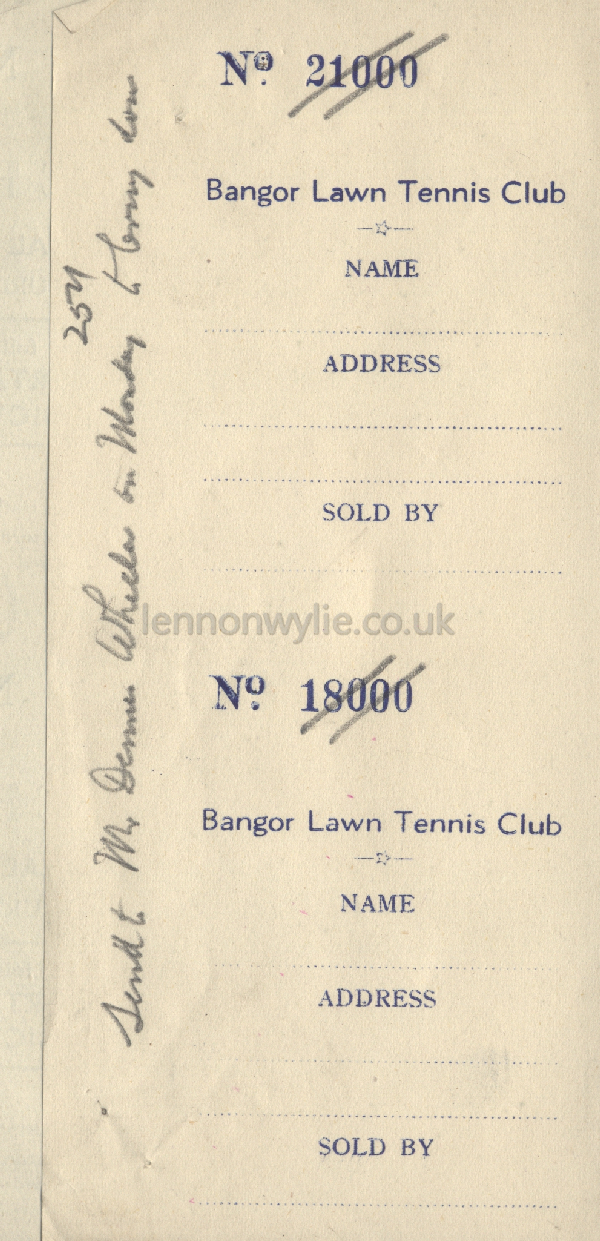 Nº 21000
Bangor Lawn Tennis Club
NAME
ADDRESS
SOLD BY
lennonwylie.co.uk
Nº 18000
Bangor Lawn Tennis Club
NAME
ADDRESS
SOLD BY
Send to Mr Dennis Wheeler on Monday